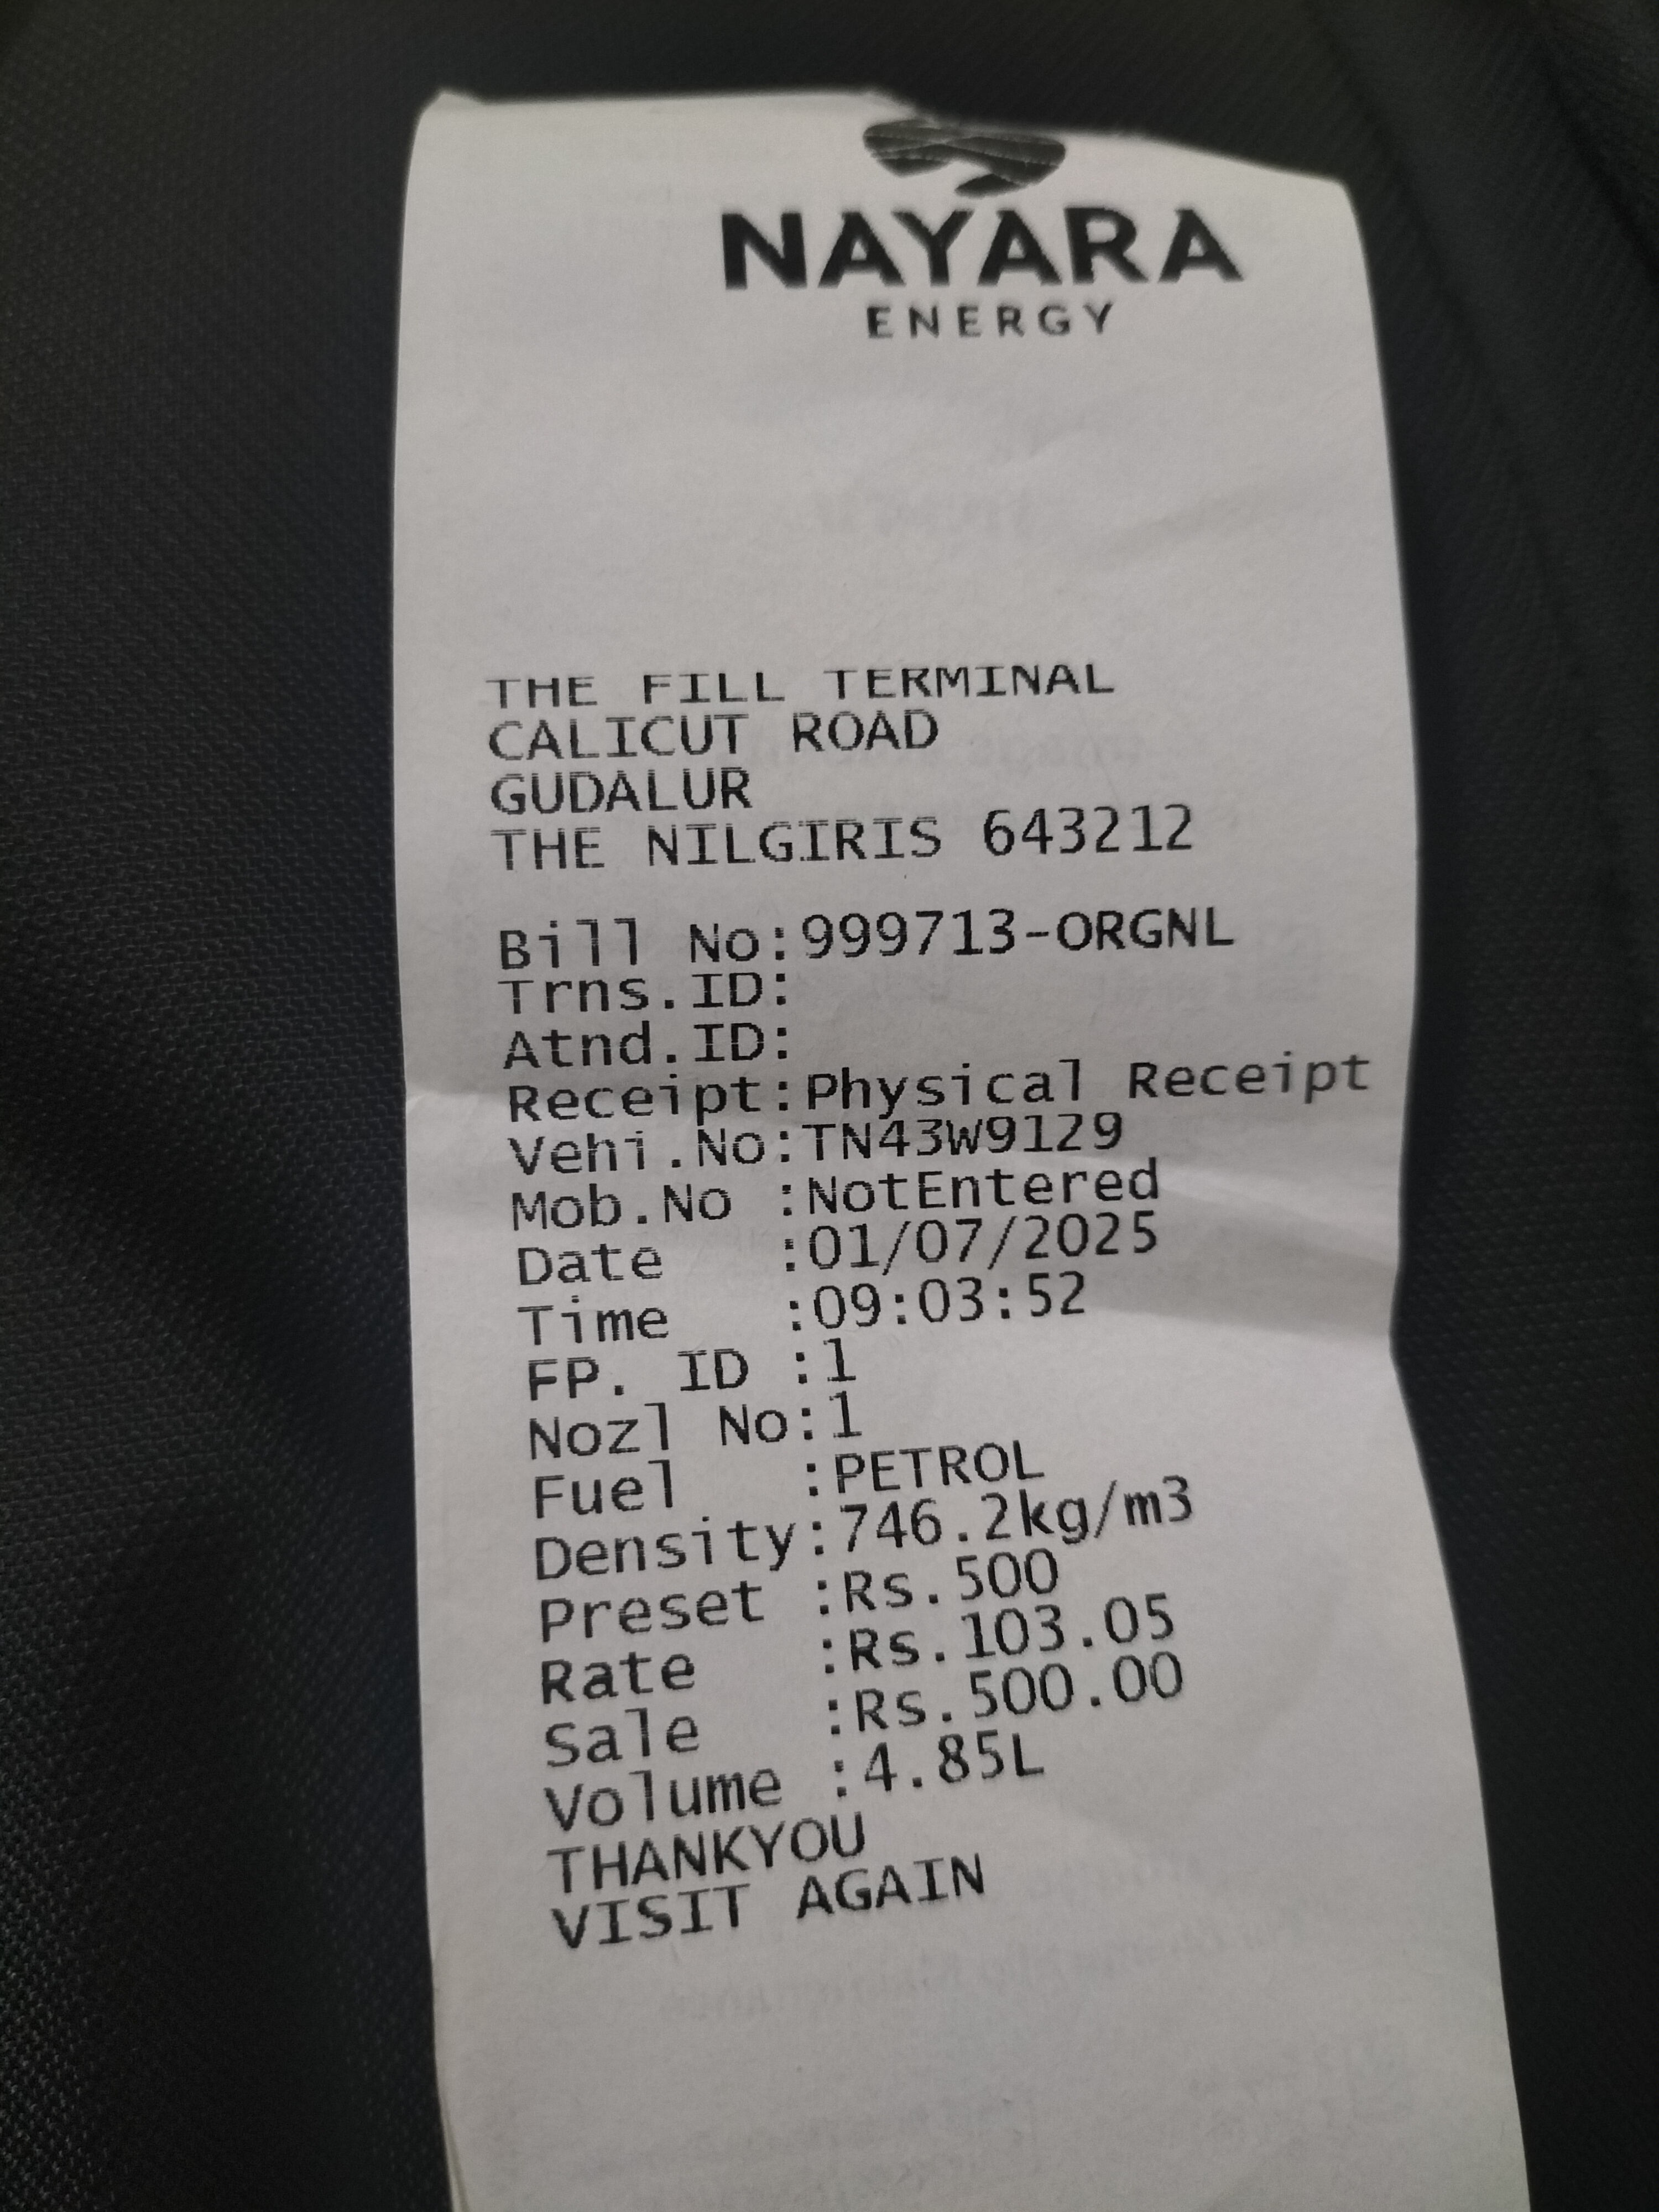 NAYARA
ENERGY
THE FILL TERMINAL
CALICUT ROAD
GUDALUR
THE NILGIRIS 643212
Bill No:999713-ORGNL
Trns.ID:
Atnd.ID:
Receipt:Physical Receipt
Vehi.No:TN43W9129
Mob.No :NotEntered
Date :01/07/2025
Time :09:03:52
FP. ID :1
Nozl No:1
Fuel :PETROL
Density:746.2kg/m3
Preset :Rs.500
Rate :Rs.103.05
Sale :Rs.500.00
Volume :4.85L
THANKYOU
VISIT AGAIN